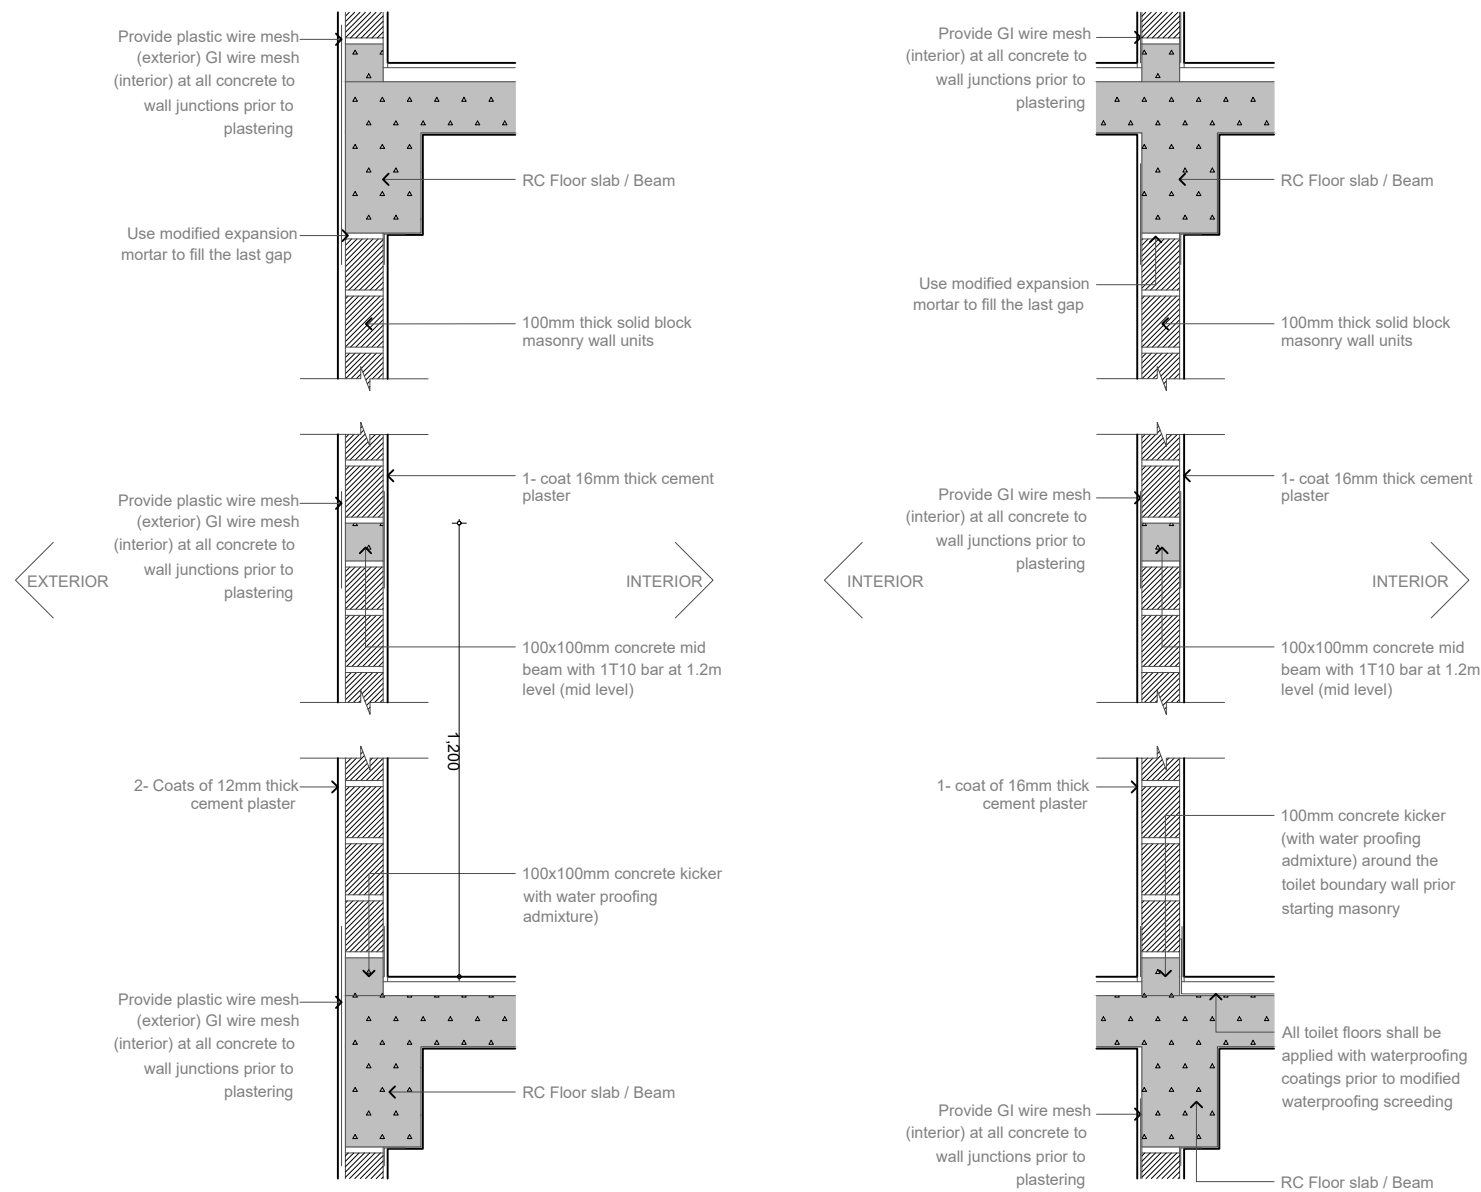 Provide plastic wire mesh
(exterior) GI wire mesh
(interior) at all concrete to
wall junctions prior to
plastering
RC Floor slab / Beam
Use modified expansion
mortar to fill the last gap
100mm thick solid block
masonry wall units
1- coat 16mm thick cement
plaster
Provide plastic wire mesh
(exterior) GI wire mesh
(interior) at all concrete to
wall junctions prior to
plastering
EXTERIOR
INTERIOR
100x100mm concrete mid
beam with 1T10 bar at 1.2m
level (mid level)
1,200
2- Coats of 12mm thick
cement plaster
100x100mm concrete kicker
with water proofing
admixture)
Provide plastic wire mesh
(exterior) GI wire mesh
(interior) at all concrete to
wall junctions prior to
plastering
RC Floor slab / Beam
Provide GI wire mesh
(interior) at all concrete to
wall junctions prior to
plastering
RC Floor slab / Beam
Use modified expansion
mortar to fill the last gap
100mm thick solid block
masonry wall units
1- coat 16mm thick cement
plaster
Provide GI wire mesh
(interior) at all concrete to
wall junctions prior to
plastering
INTERIOR
INTERIOR
100x100mm concrete mid
beam with 1T10 bar at 1.2m
level (mid level)
1- coat of 16mm thick
cement plaster
100mm concrete kicker
(with water proofing
admixture) around the
toilet boundary wall prior
starting masonry
All toilet floors shall be
applied with waterproofing
coatings prior to modified
waterproofing screeding
Provide GI wire mesh
(interior) at all concrete to
wall junctions prior to
plastering
RC Floor slab / Beam